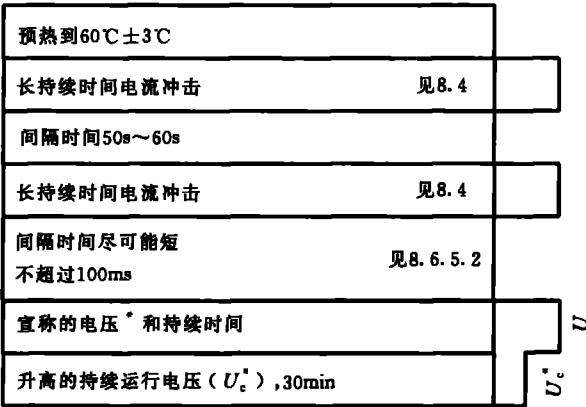 预热到60℃±3℃
长持续时间电流冲击 见8.4
间隔时间50s～60s
长持续时间电流冲击 见8.4
间隔时间尽可能短
不超过100ms 见8.6.5.2
宣称的电压* 和持续时间 U
升高的持续运行电压(U_c^*),30min U_c^*